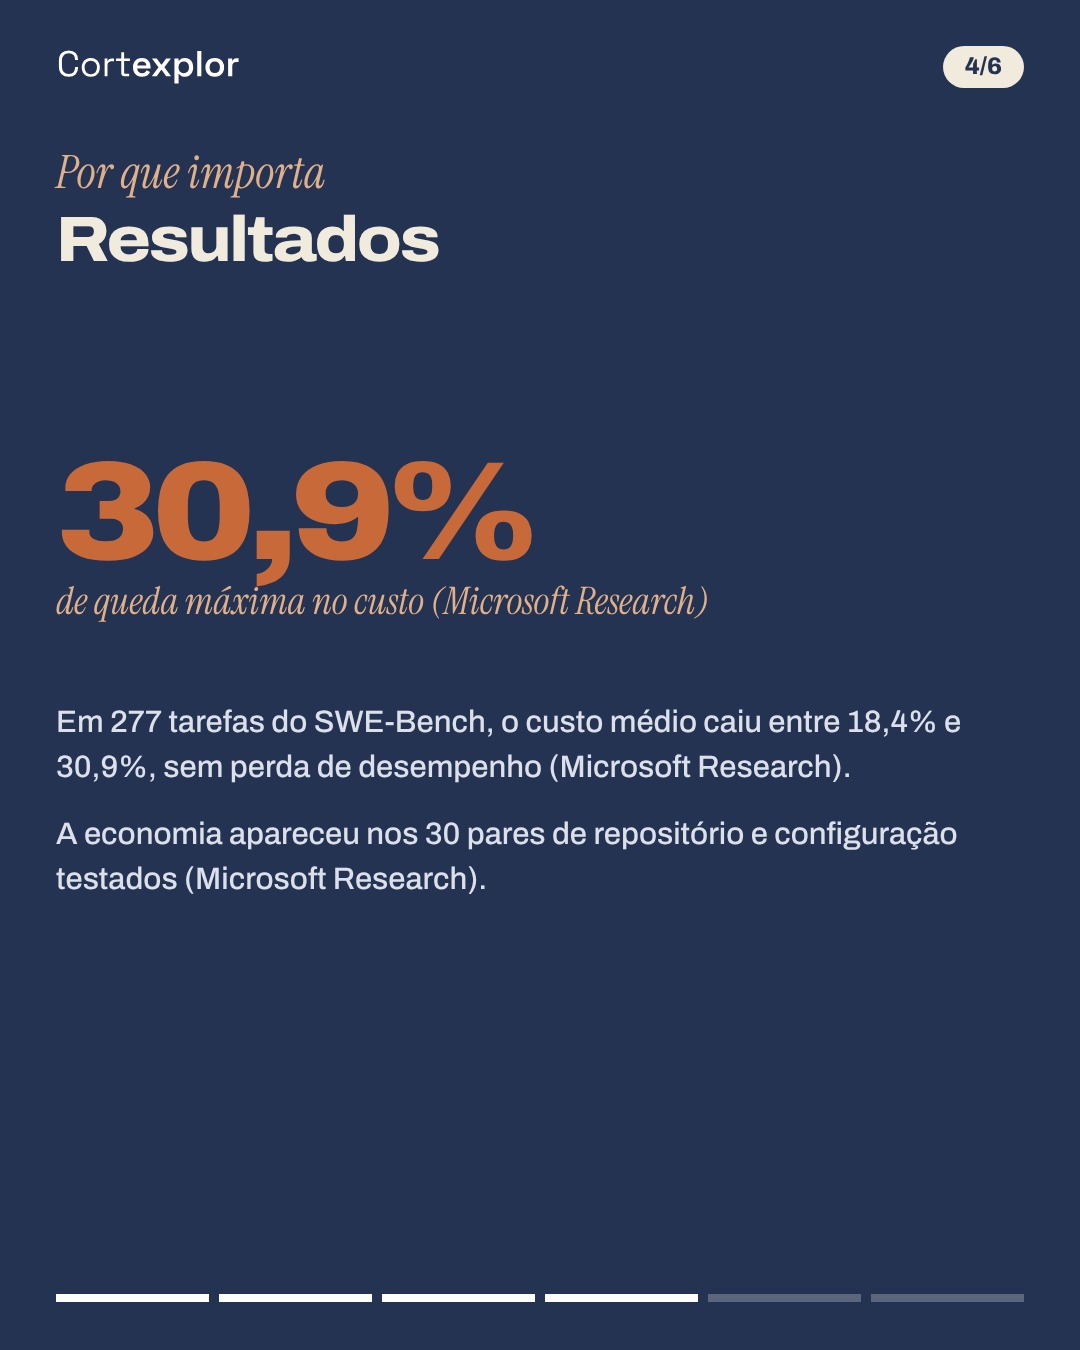 Cortexplor
4/6
Por que importa
Resultados
30,9%
de queda máxima no custo (Microsoft Research)
Em 277 tarefas do SWE-Bench, o custo médio caiu entre 18,4% e
30,9%, sem perda de desempenho (Microsoft Research).
A economia apareceu nos 30 pares de repositório e configuração
testados (Microsoft Research).